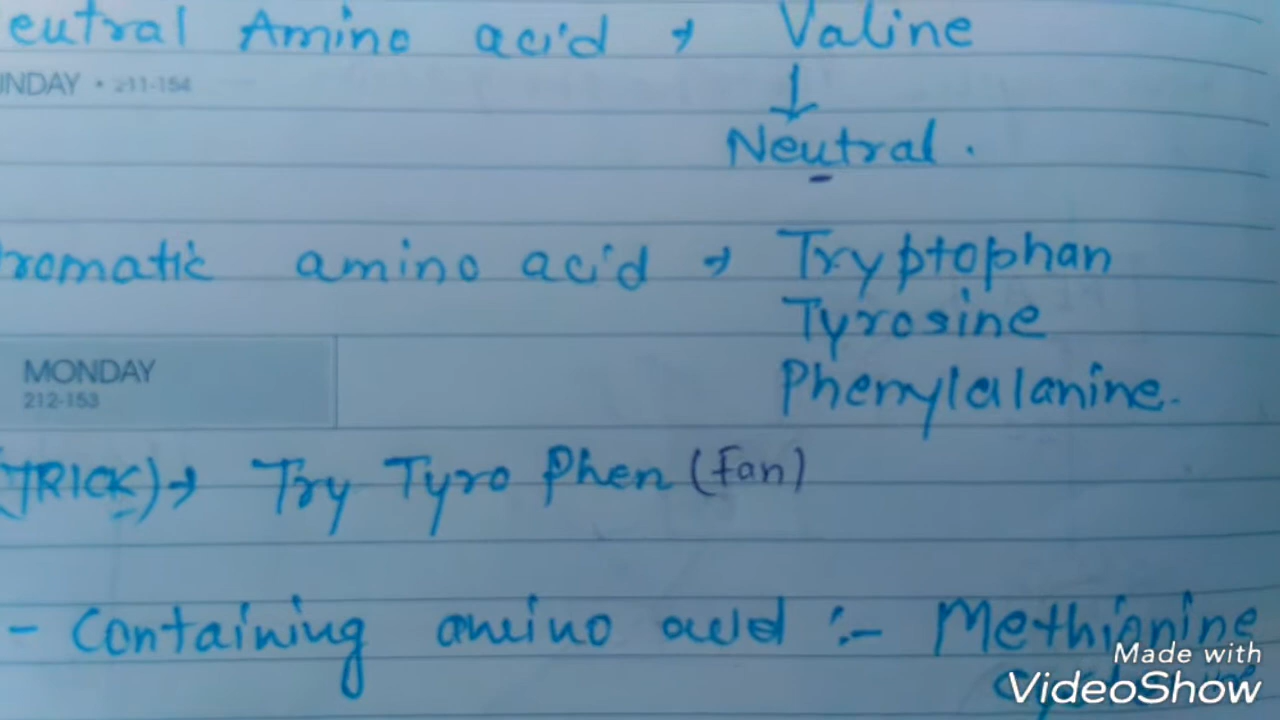 eutral Amino acid → Valine
UNDAY • 211-154
↓
Neutral.
romatic amino acid → Tryptophan
Tyrosine
MONDAY
212-153
Phenylalanine.
(TRICK) → Try Tyro Phen (Fan)
- Containing amino acid :- Methionine
Made with
VideoShow